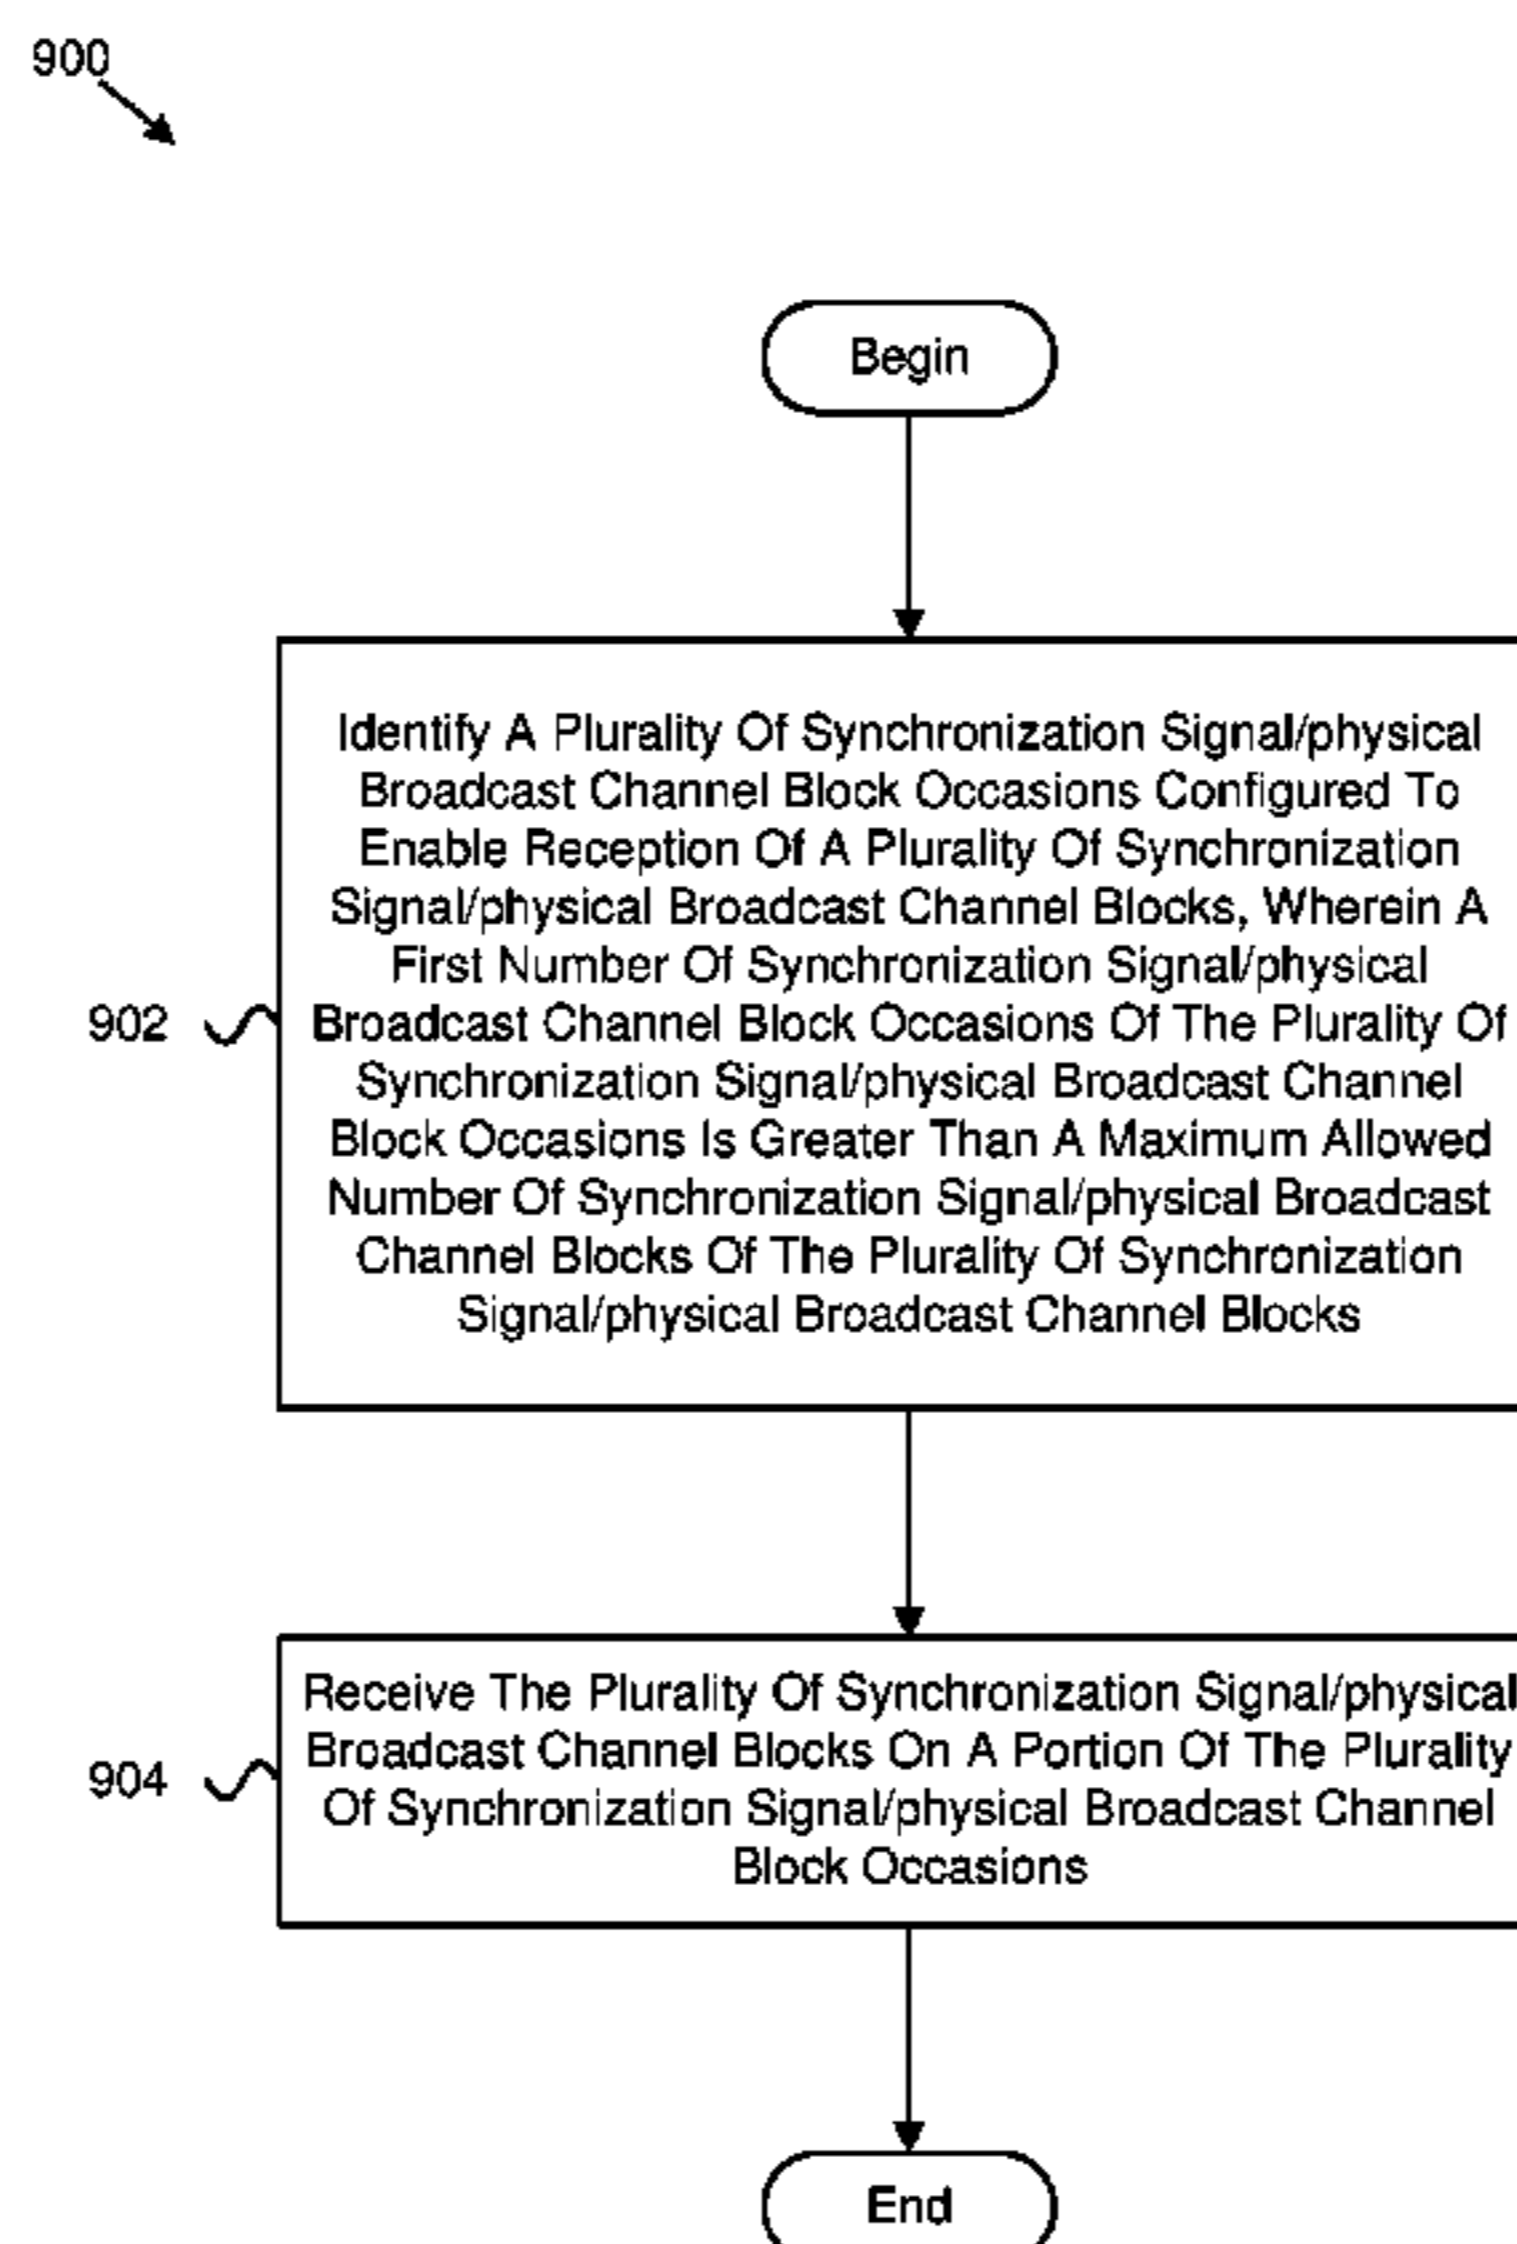 900
Begin
Identify A Plurality Of Synchronization Signal/physical
Broadcast Channel Block Occasions Configured To
Enable Reception Of A Plurality Of Synchronization
Signal/physical Broadcast Channel Blocks, Wherein A
First Number Of Synchronization Signal/physical
902
Broadcast Channel Block Occasions Of The Plurality Of
Synchronization Signal/physical Broadcast Channel
Block Occasions Is Greater Than A Maximum Allowed
Number Of Synchronization Signal/physical Broadcast
Channel Blocks Of The Plurality Of Synchronization
Signal/physical Broadcast Channel Blocks
Receive The Plurality Of Synchronization Signal/physical
Broadcast Channel Blocks On A Portion Of The Plurality
904
Of Synchronization Signal/physical Broadcast Channel
Block Occasions
End